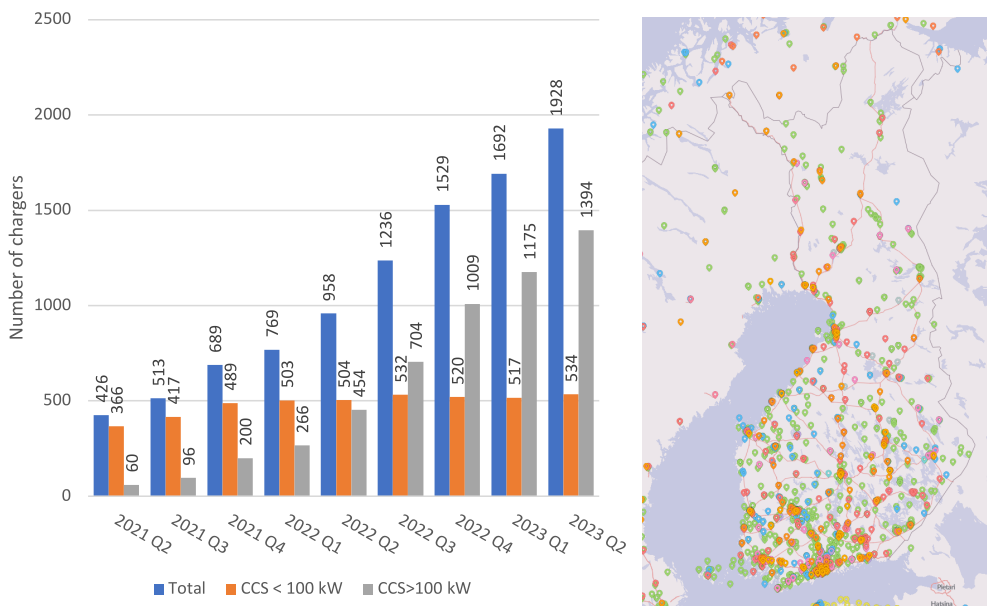 2500
2000
1500
1000
500
0
Number of chargers
426
366
60
513
417
96
689
489
200
769
503
266
958
504
454
1236
532
704
1529
520
1009
1692
517
1175
1928
534
1394
2021 Q2
2021 Q3
2021 Q4
2022 Q1
2022 Q2
2022 Q3
2022 Q4
2023 Q1
2023 Q2
Total
CCS < 100 kW
CCS>100 kW
Pietari
Hatsina